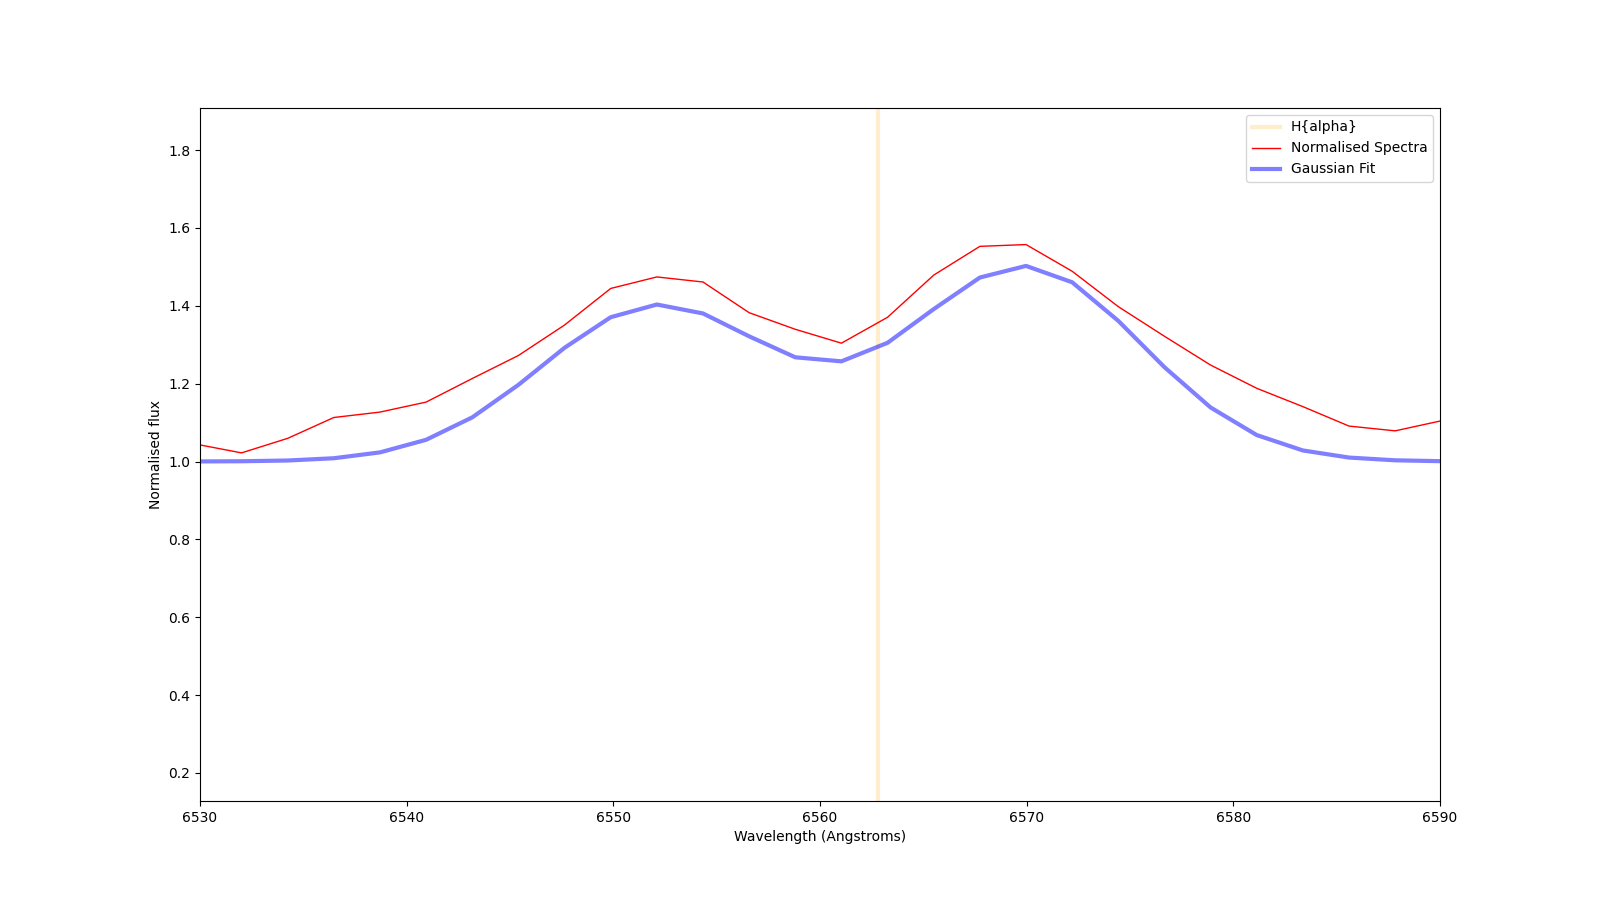 H{alpha}
Normalised Spectra
Gaussian Fit
1.8
1.6
1.4
1.2
1.0
0.8
0.6
0.4
0.2
Normalised flux
6530 6540 6550 6560 6570 6580 6590
Wavelength (Angstroms)